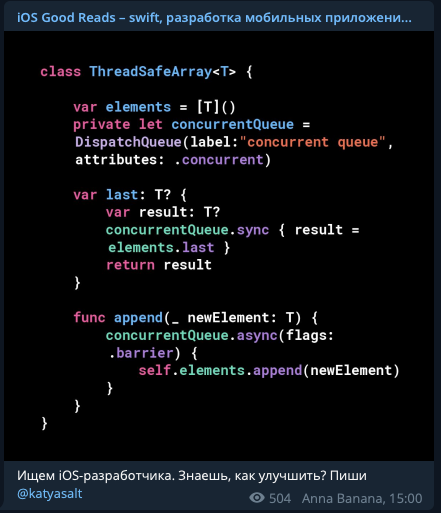 iOS Good Reads – swift, разработка мобильных приложени...
class ThreadSafeArray<T> {
var elements = [T]()
private let concurrentQueue =
DispatchQueue(label:"concurrent queue",
attributes: .concurrent)
var last: T? {
var result: T?
concurrentQueue.sync { result =
elements.last }
return result
}
func append(_ newElement: T) {
concurrentQueue.async(flags:
.barrier) {
self.elements.append(newElement)
}
}
}
Ищем iOS-разработчика. Знаешь, как улучшить? Пиши
@katyasalt
504 Anna Banana, 15:00